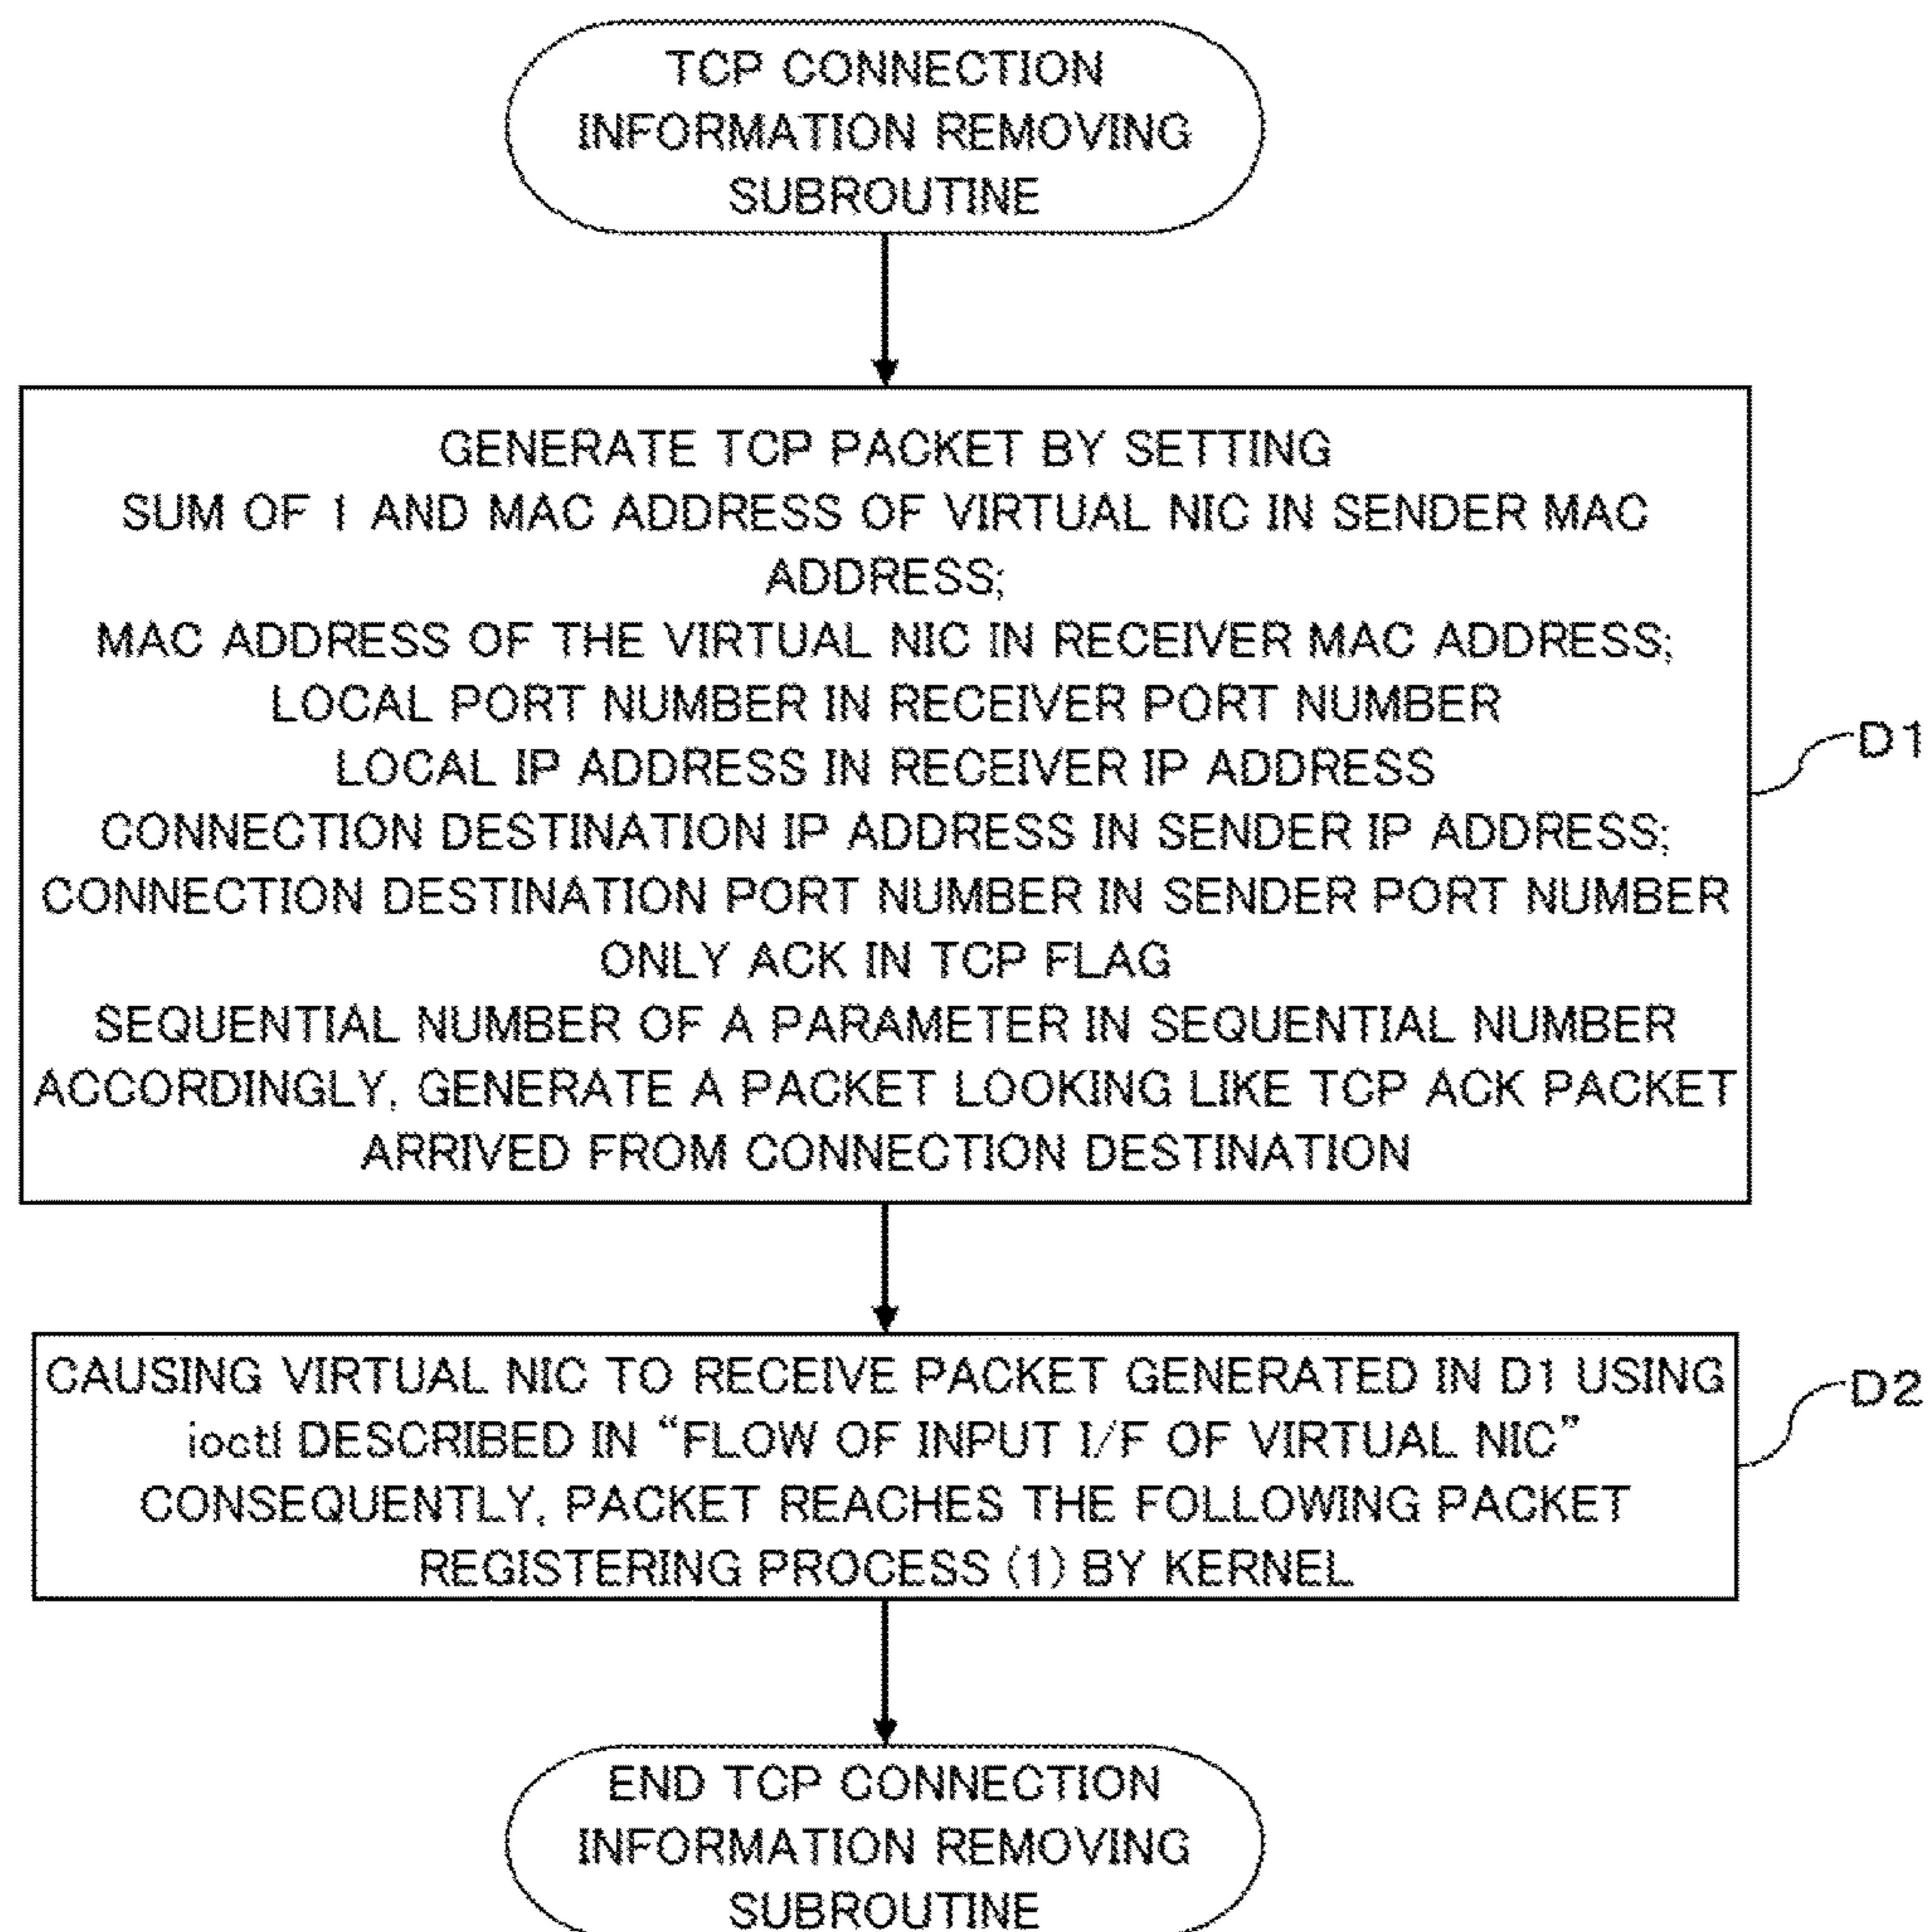 TCP CONNECTION
INFORMATION REMOVING
SUBROUTINE
GENERATE TCP PACKET BY SETTING
SUM OF 1 AND MAC ADDRESS OF VIRTUAL NIC IN SENDER MAC
ADDRESS;
MAC ADDRESS OF THE VIRTUAL NIC IN RECEIVER MAC ADDRESS;
LOCAL PORT NUMBER IN RECEIVER PORT NUMBER
LOCAL IP ADDRESS IN RECEIVER IP ADDRESS
CONNECTION DESTINATION IP ADDRESS IN SENDER IP ADDRESS;
CONNECTION DESTINATION PORT NUMBER IN SENDER PORT NUMBER
ONLY ACK IN TCP FLAG
SEQUENTIAL NUMBER OF A PARAMETER IN SEQUENTIAL NUMBER
ACCORDINGLY, GENERATE A PACKET LOOKING LIKE TCP ACK PACKET
ARRIVED FROM CONNECTION DESTINATION
D1
CAUSING VIRTUAL NIC TO RECEIVE PACKET GENERATED IN D1 USING
ioctl DESCRIBED IN “FLOW OF INPUT I/F OF VIRTUAL NIC”
CONSEQUENTLY, PACKET REACHES THE FOLLOWING PACKET
REGISTERING PROCESS (1) BY KERNEL
D2
END TCP CONNECTION
INFORMATION REMOVING
SUBROUTINE